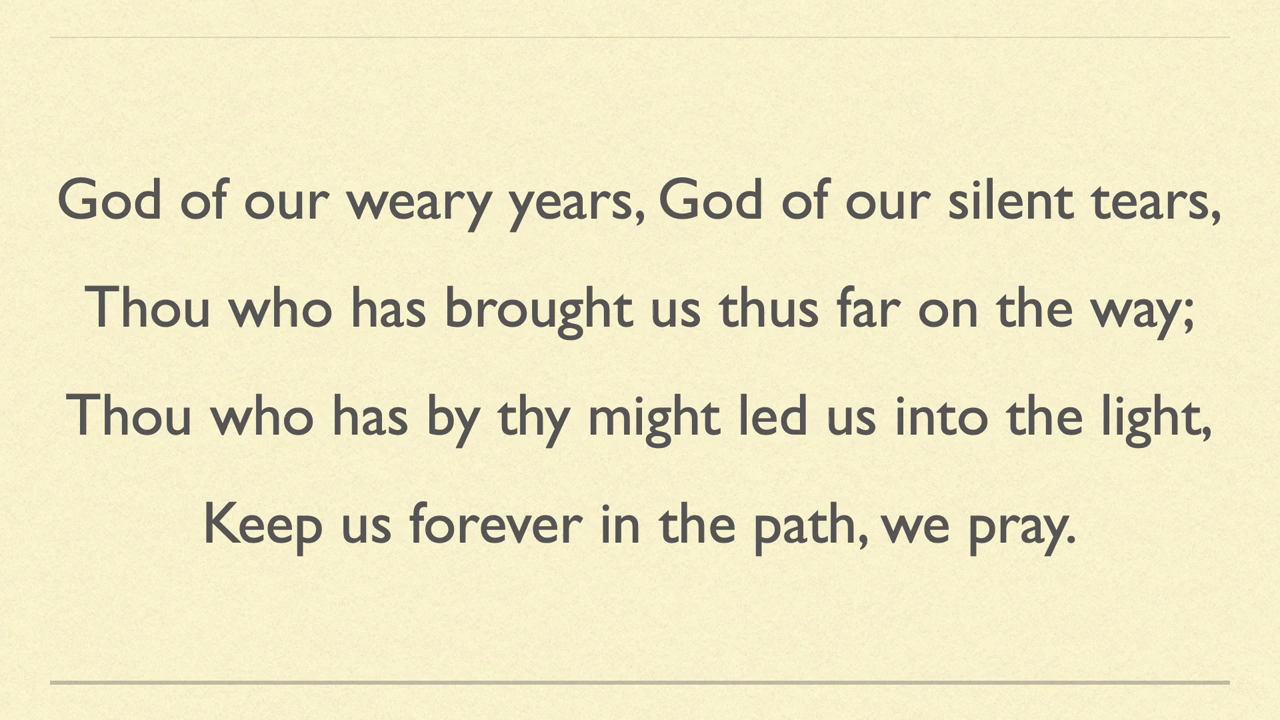 God of our weary years, God of our silent tears,
Thou who has brought us thus far on the way;
Thou who has by thy might led us into the light,
Keep us forever in the path, we pray.